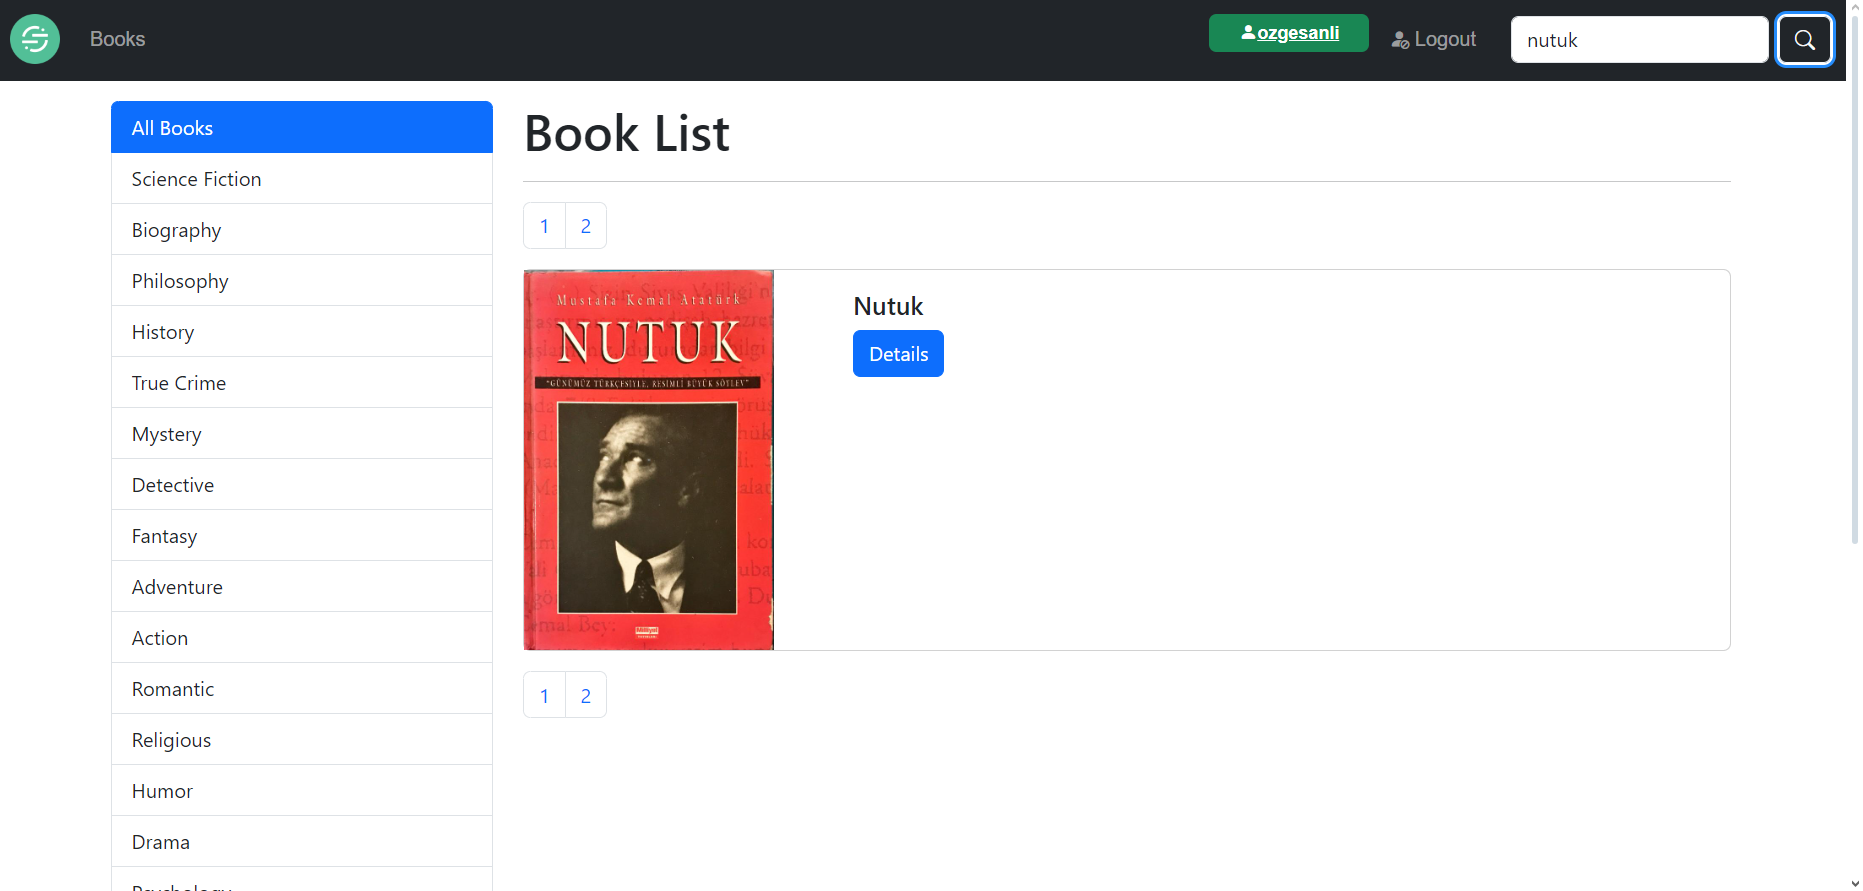 Books
ozgesanli
Logout
nutuk
All Books
Science Fiction
Biography
Philosophy
History
True Crime
Mystery
Detective
Fantasy
Adventure
Action
Romantic
Religious
Humor
Drama
Psychology
Book List
1 2
Mustafa Kemal Atatürk
NUTUK
"GÜNÜMÜZ TÜRKÇESİYLE, RESİMLİ BÜYÜK SÖYLEV"
Nutuk
Details
1 2